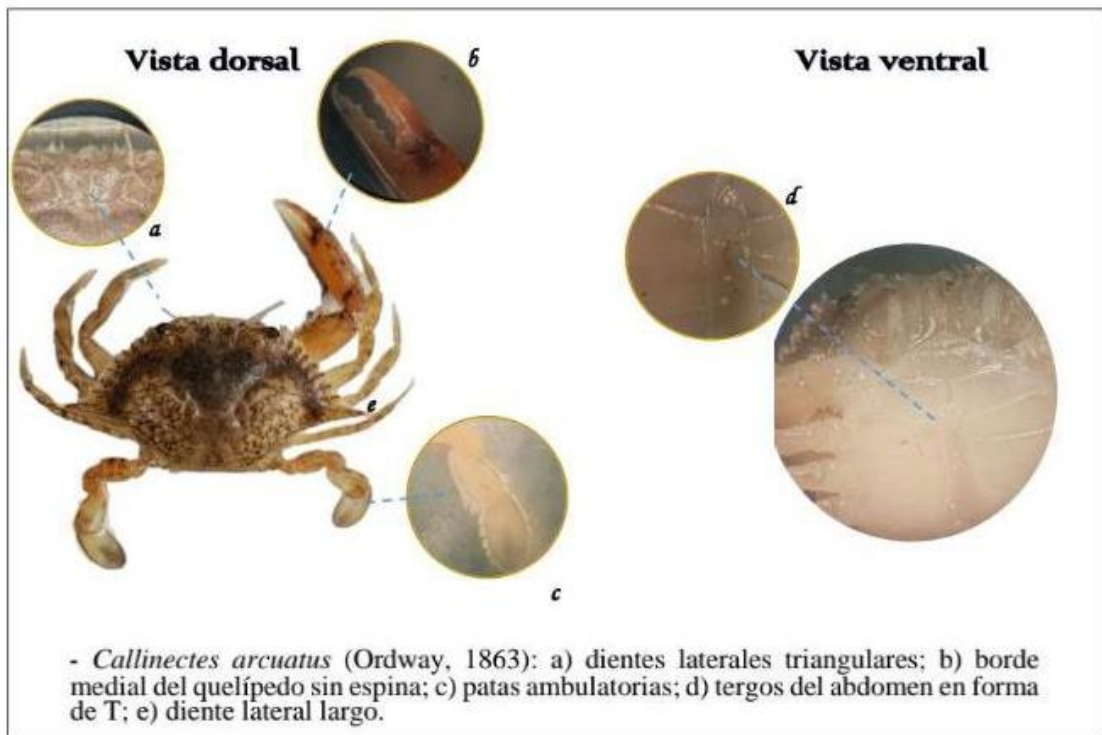 Vista dorsal
Vista ventral
a
b
c
d
e
- Callinectes arcuatus (Ordway, 1863): a) dientes laterales triangulares; b) borde
medial del quelípedo sin espina; c) patas ambulatorias; d) tergos del abdomen en forma
de T; e) diente lateral largo.